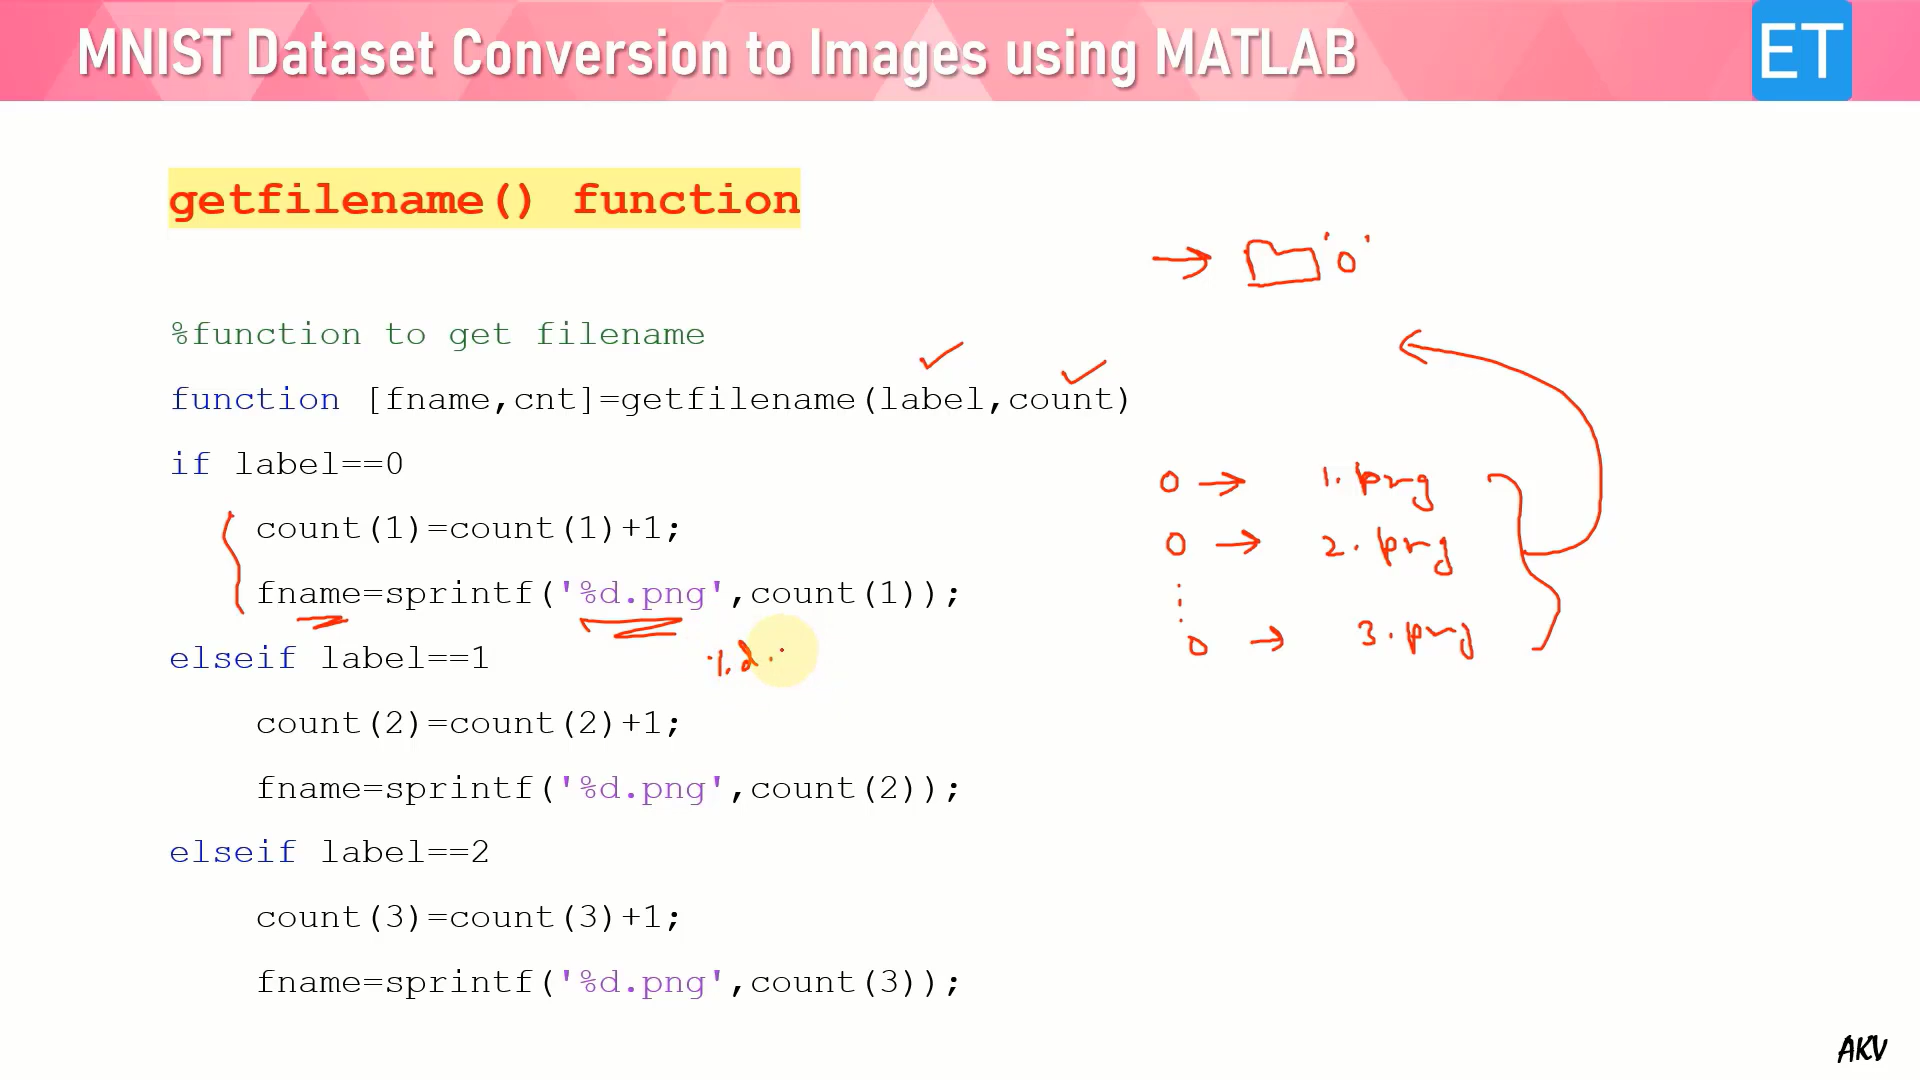 MNIST Dataset Conversion to Images using MATLAB
ET
getfilename() function
'0'
%function to get filename
function [fname,cnt]=getfilename(label,count)
if label==0
0 → 1.png
count(1)=count(1)+1;
0 → 2.png
fname=sprintf('%d.png',count(1));
0 → 3.png
elseif label==1
%d.
count(2)=count(2)+1;
fname=sprintf('%d.png',count(2));
elseif label==2
count(3)=count(3)+1;
fname=sprintf('%d.png',count(3));
AKV